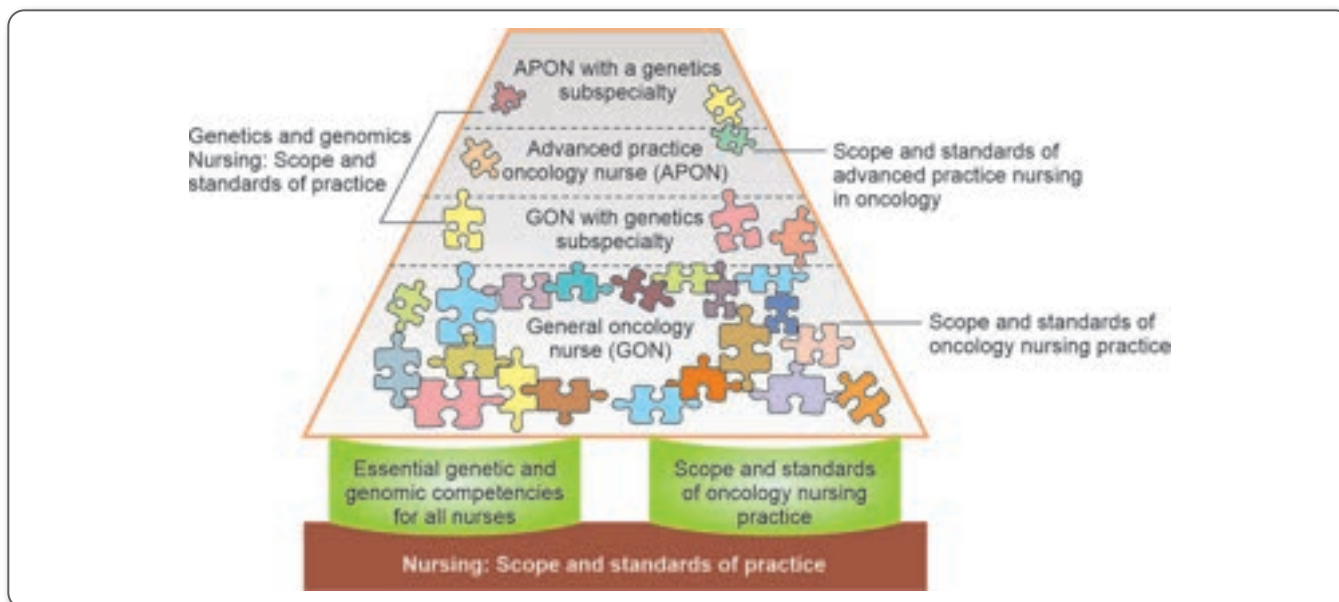 APON with a genetics
subspecialty
Genetics and genomics
Nursing: Scope and
standards of practice
Advanced practice
oncology nurse (APON)
Scope and standards of
advanced practice nursing
in oncology
GON with genetics
subspecialty
General oncology
nurse (GON)
Scope and standards of
oncology nursing practice
Essential genetic and
genomic competencies
for all nurses
Scope and standards
of oncology nursing
practice
Nursing: Scope and standards of practice